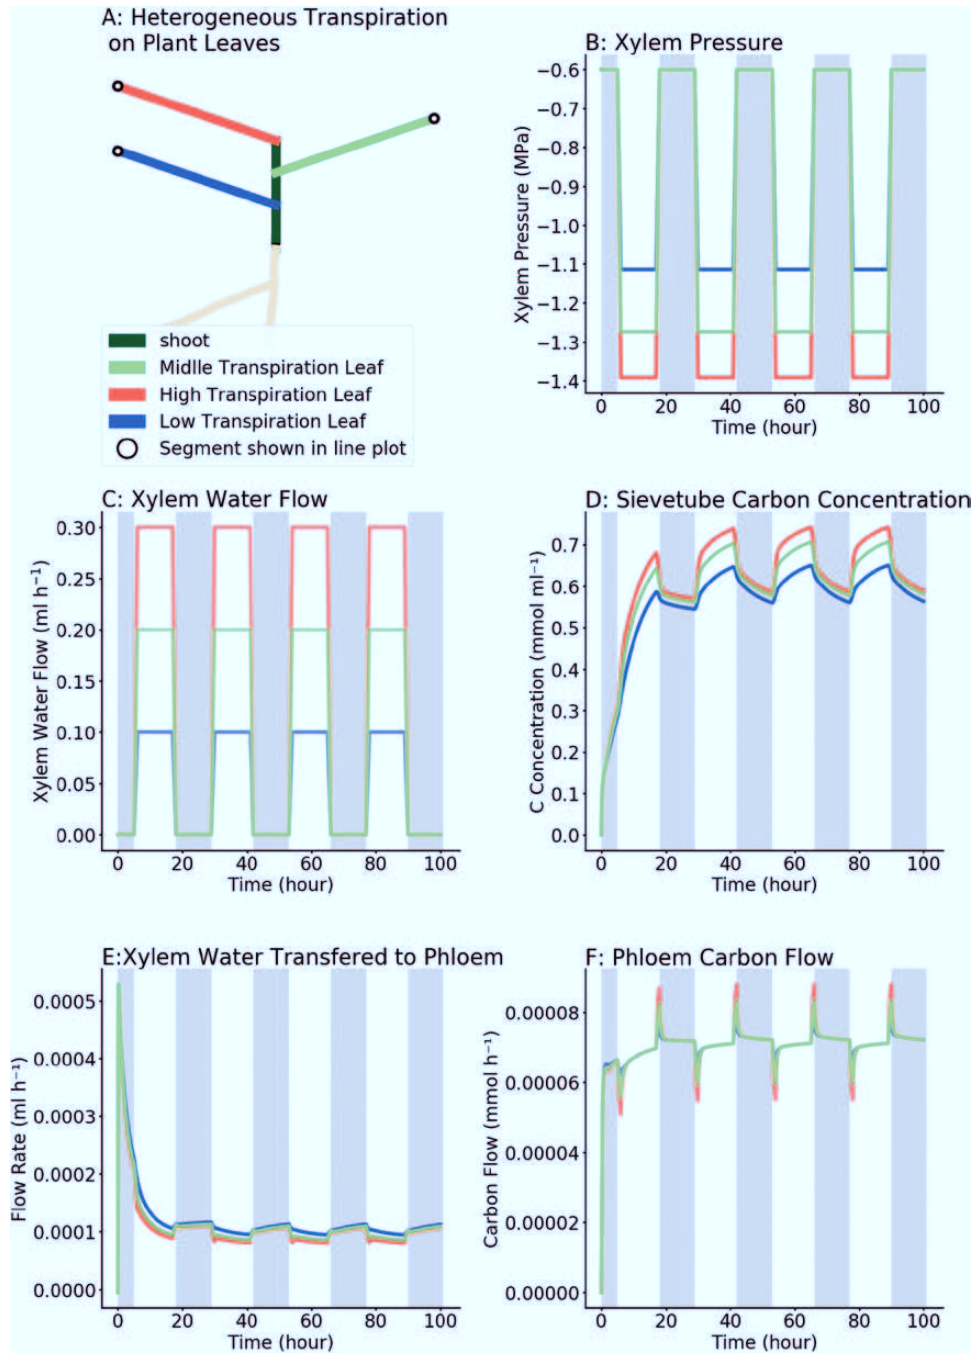 A: Heterogeneous Transpiration
on Plant Leaves
shoot
Midlle Transpiration Leaf
High Transpiration Leaf
Low Transpiration Leaf
Segment shown in line plot
B: Xylem Pressure
Xylem Pressure (MPa)
−0.6
−0.7
−0.8
−0.9
−1.0
−1.1
−1.2
−1.3
−1.4
0 20 40 60 80 100
Time (hour)
C: Xylem Water Flow
Xylem Water Flow (ml h⁻¹)
0.30
0.25
0.20
0.15
0.10
0.05
0.00
0 20 40 60 80 100
Time (hour)
D: Sievetube Carbon Concentration
C Concentration (mmol ml⁻¹)
0.7
0.6
0.5
0.4
0.3
0.2
0.1
0.0
0 20 40 60 80 100
Time (hour)
E:Xylem Water Transfered to Phloem
Flow Rate (ml h⁻¹)
0.0005
0.0004
0.0003
0.0002
0.0001
0.0000
0 20 40 60 80 100
Time (hour)
F: Phloem Carbon Flow
Carbon Flow (mmol h⁻¹)
0.00008
0.00006
0.00004
0.00002
0.00000
0 20 40 60 80 100
Time (hour)